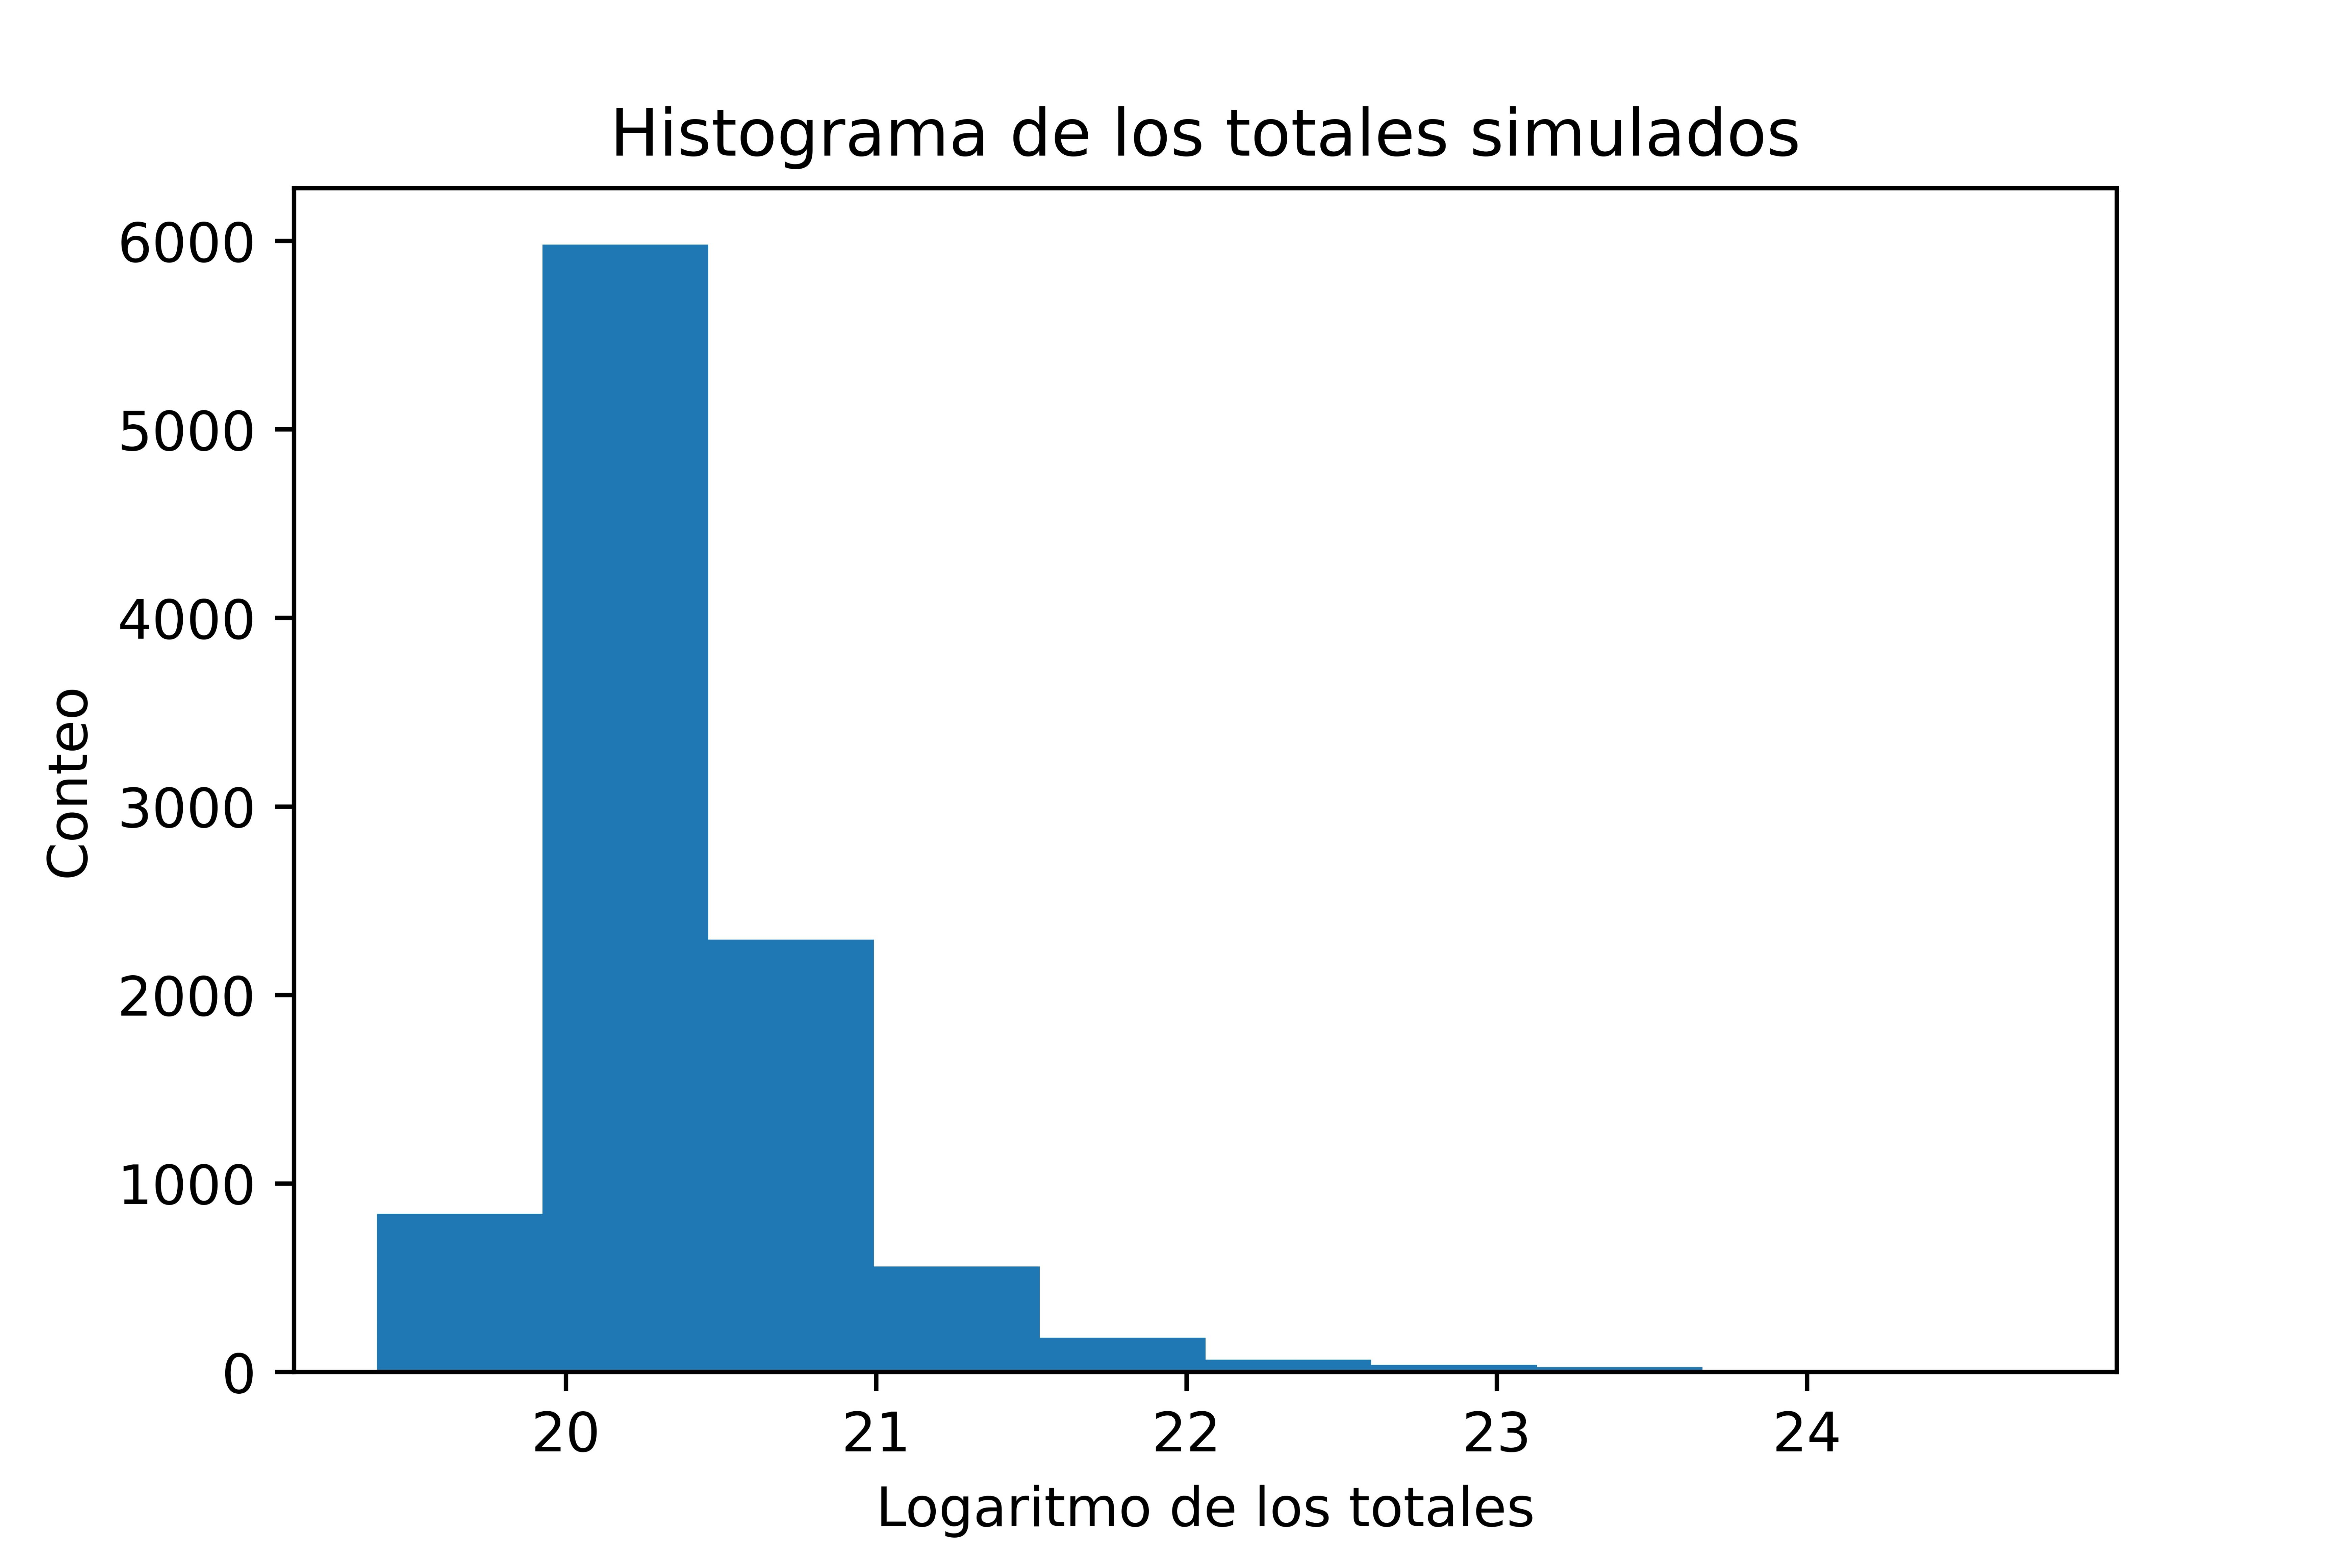 Histograma de los totales simulados
6000
5000
4000
3000
2000
1000
0
Conteo
20 21 22 23 24
Logaritmo de los totales